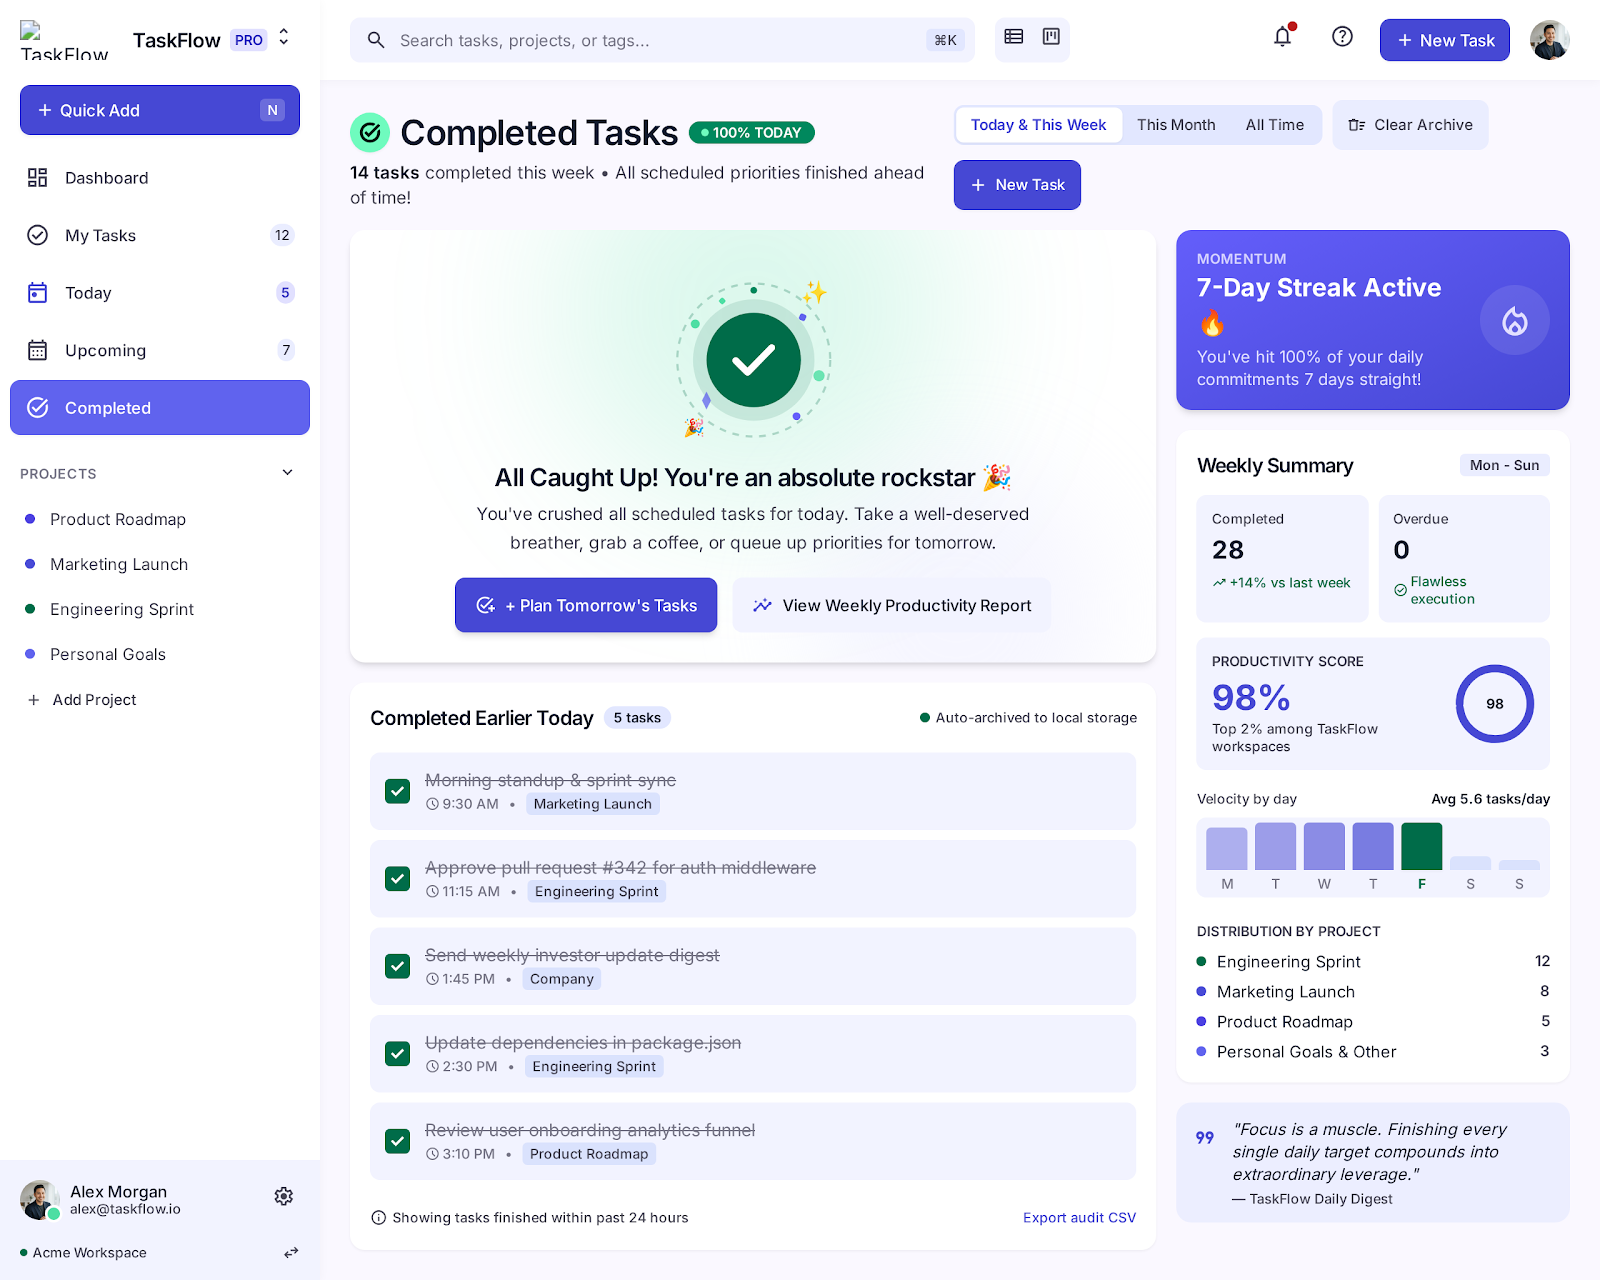 TaskFlow
TaskFlow PRO
Quick Add N
Dashboard
My Tasks 12
Today 5
Upcoming 7
Completed
PROJECTS
Product Roadmap
Marketing Launch
Engineering Sprint
Personal Goals
+ Add Project
Alex Morgan
alex@taskflow.io
Acme Workspace
Search tasks, projects, or tags... ⌘K
+ New Task
Completed Tasks 100% TODAY
14 tasks completed this week • All scheduled priorities finished ahead
of time!
Today & This Week This Month All Time
Clear Archive
+ New Task
All Caught Up! You're an absolute rockstar 🎉
You've crushed all scheduled tasks for today. Take a well-deserved
breather, grab a coffee, or queue up priorities for tomorrow.
+ Plan Tomorrow's Tasks
View Weekly Productivity Report
Completed Earlier Today 5 tasks
Auto-archived to local storage
Morning standup & sprint sync
9:30 AM • Marketing Launch
Approve pull request #342 for auth middleware
11:15 AM • Engineering Sprint
Send weekly investor update digest
1:45 PM • Company
Update dependencies in package.json
2:30 PM • Engineering Sprint
Review user onboarding analytics funnel
3:10 PM • Product Roadmap
Showing tasks finished within past 24 hours
Export audit CSV
MOMENTUM
7-Day Streak Active
🔥
You've hit 100% of your daily
commitments 7 days straight!
Weekly Summary Mon - Sun
Completed
28
+14% vs last week
Overdue
0
Flawless
execution
PRODUCTIVITY SCORE
98%
Top 2% among TaskFlow
workspaces
98
Velocity by day Avg 5.6 tasks/day
M T W T F S S
DISTRIBUTION BY PROJECT
Engineering Sprint 12
Marketing Launch 8
Product Roadmap 5
Personal Goals & Other 3
"Focus is a muscle. Finishing every
single daily target compounds into
extraordinary leverage."
— TaskFlow Daily Digest